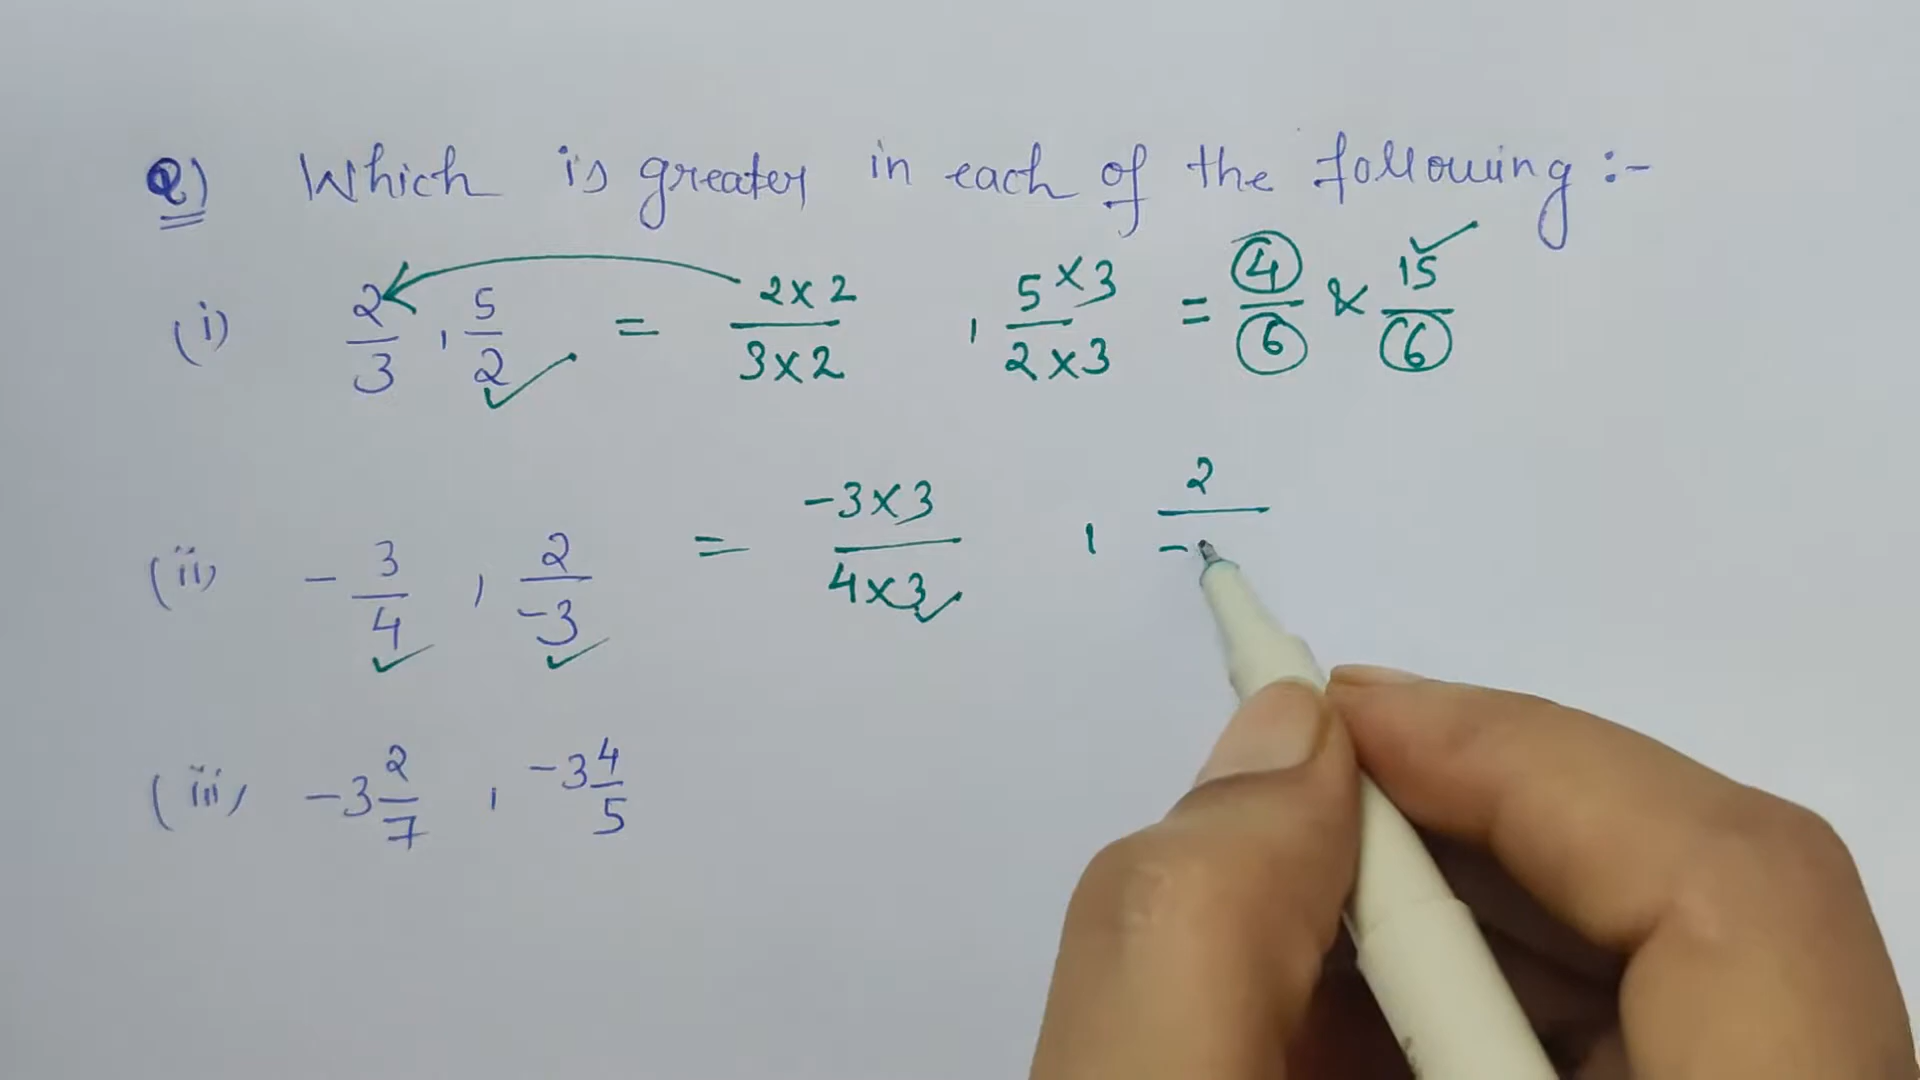 Q) Which is greater in each of the following :-
(i) 2/3 , 5/2 = 2×2/3×2 , 5×3/2×3 = 4/6 & 15/6
(ii) -3/4 , 2/-3 = -3×3/4×3 , 2/-
(iii) -3 2/7 , -3 4/5